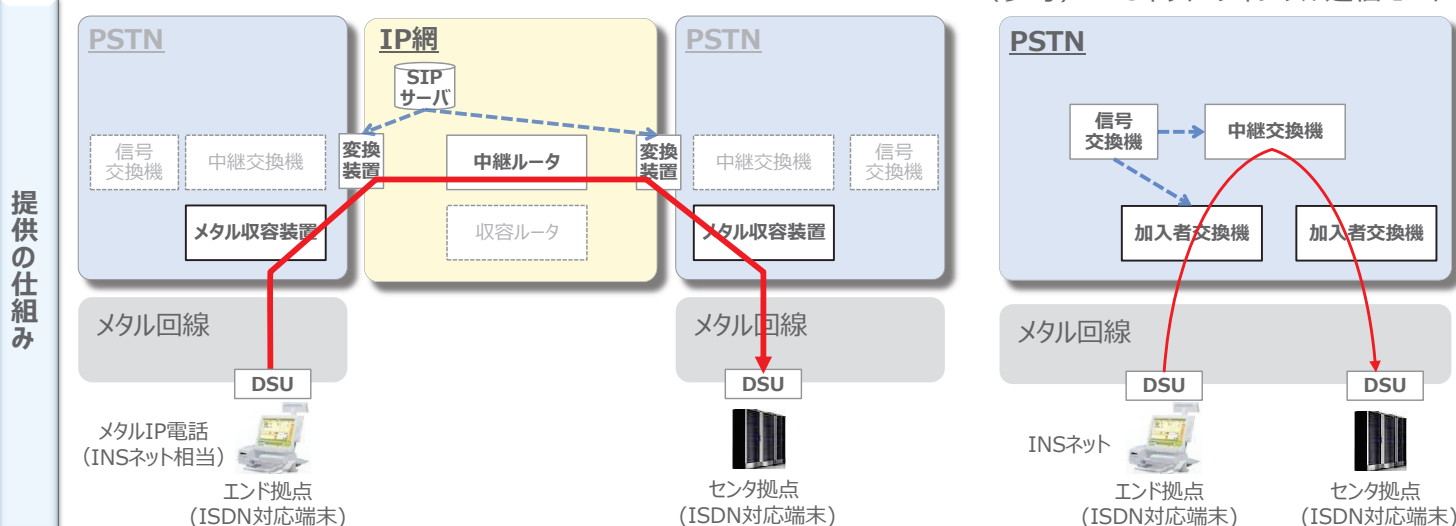 提供の仕組み
PSTN
IP網
PSTN
SIP
サーバ
信号
交換機
中継交換機
変換
装置
中継ルータ
変換
装置
中継交換機
信号
交換機
メタル収容装置
収容ルータ
メタル収容装置
メタル回線
メタル回線
DSU
DSU
メタルIP電話
(INSネット相当)
エンド拠点
(ISDN対応端末)
センタ拠点
(ISDN対応端末)
PSTN
信号
交換機
中継交換機
加入者交換機
加入者交換機
メタル回線
DSU
DSU
INSネット
エンド拠点
(ISDN対応端末)
センタ拠点
(ISDN対応端末)